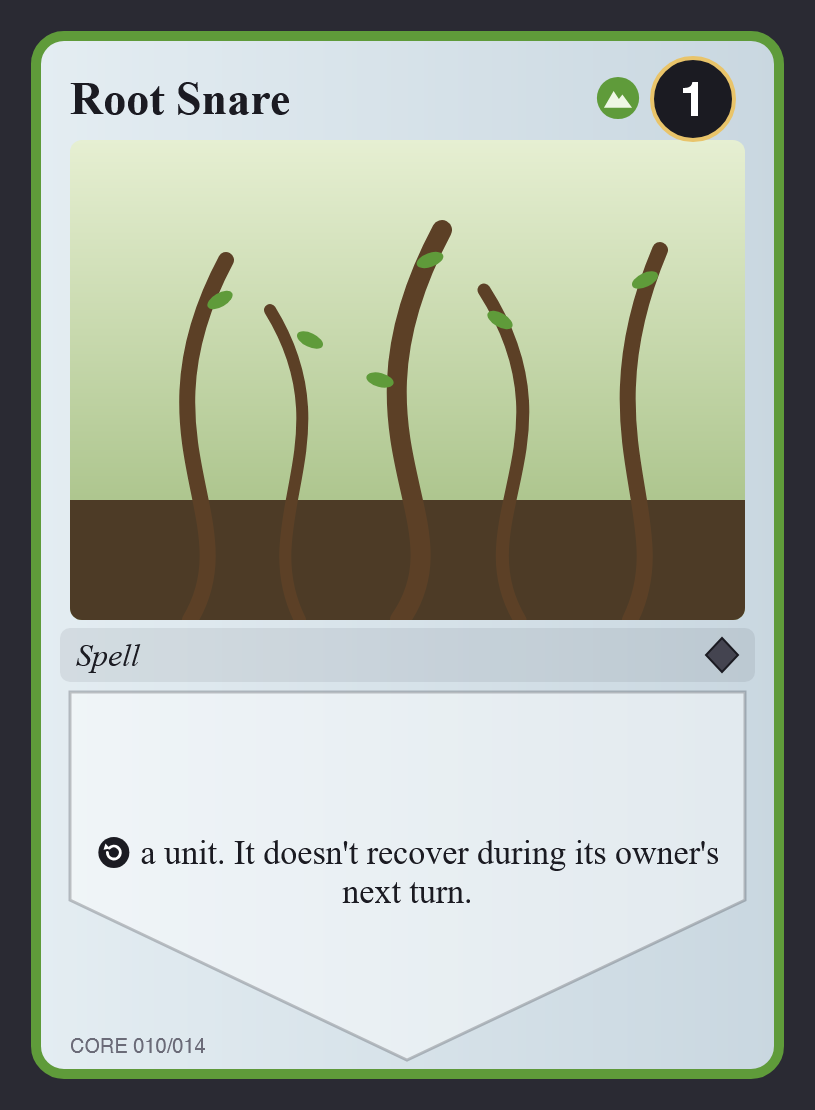 Root Snare
1
Spell
a unit. It doesn't recover during its owner's
next turn.
CORE 010/014